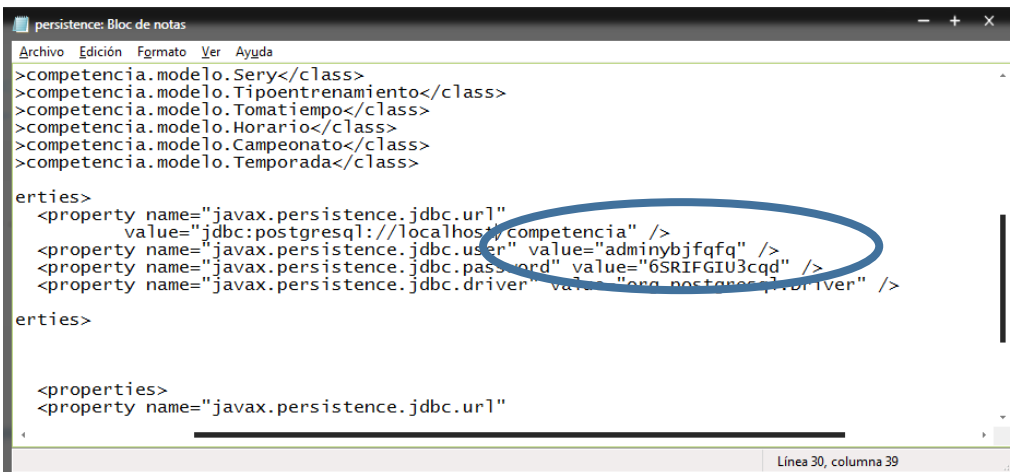 persistence: Bloc de notas
Archivo Edición Formato Ver Ayuda
>competencia.modelo.Sery</class>
>competencia.modelo.Tipoentrenamiento</class>
>competencia.modelo.Tomatiempo</class>
>competencia.modelo.Horario</class>
>competencia.modelo.Campeonato</class>
>competencia.modelo.Temporada</class>
erties>
<property name="javax.persistence.jdbc.url"
value="jdbc:postgresql://localhost/competencia" />
<property name="javax.persistence.jdbc.user" value="adminybjfqfq" />
<property name="javax.persistence.jdbc.password" value="6SRIFGIU3cqd" />
<property name="javax.persistence.jdbc.driver" value="org.postgresql.Driver" />
erties>
<properties>
<property name="javax.persistence.jdbc.url"
Línea 30, columna 39